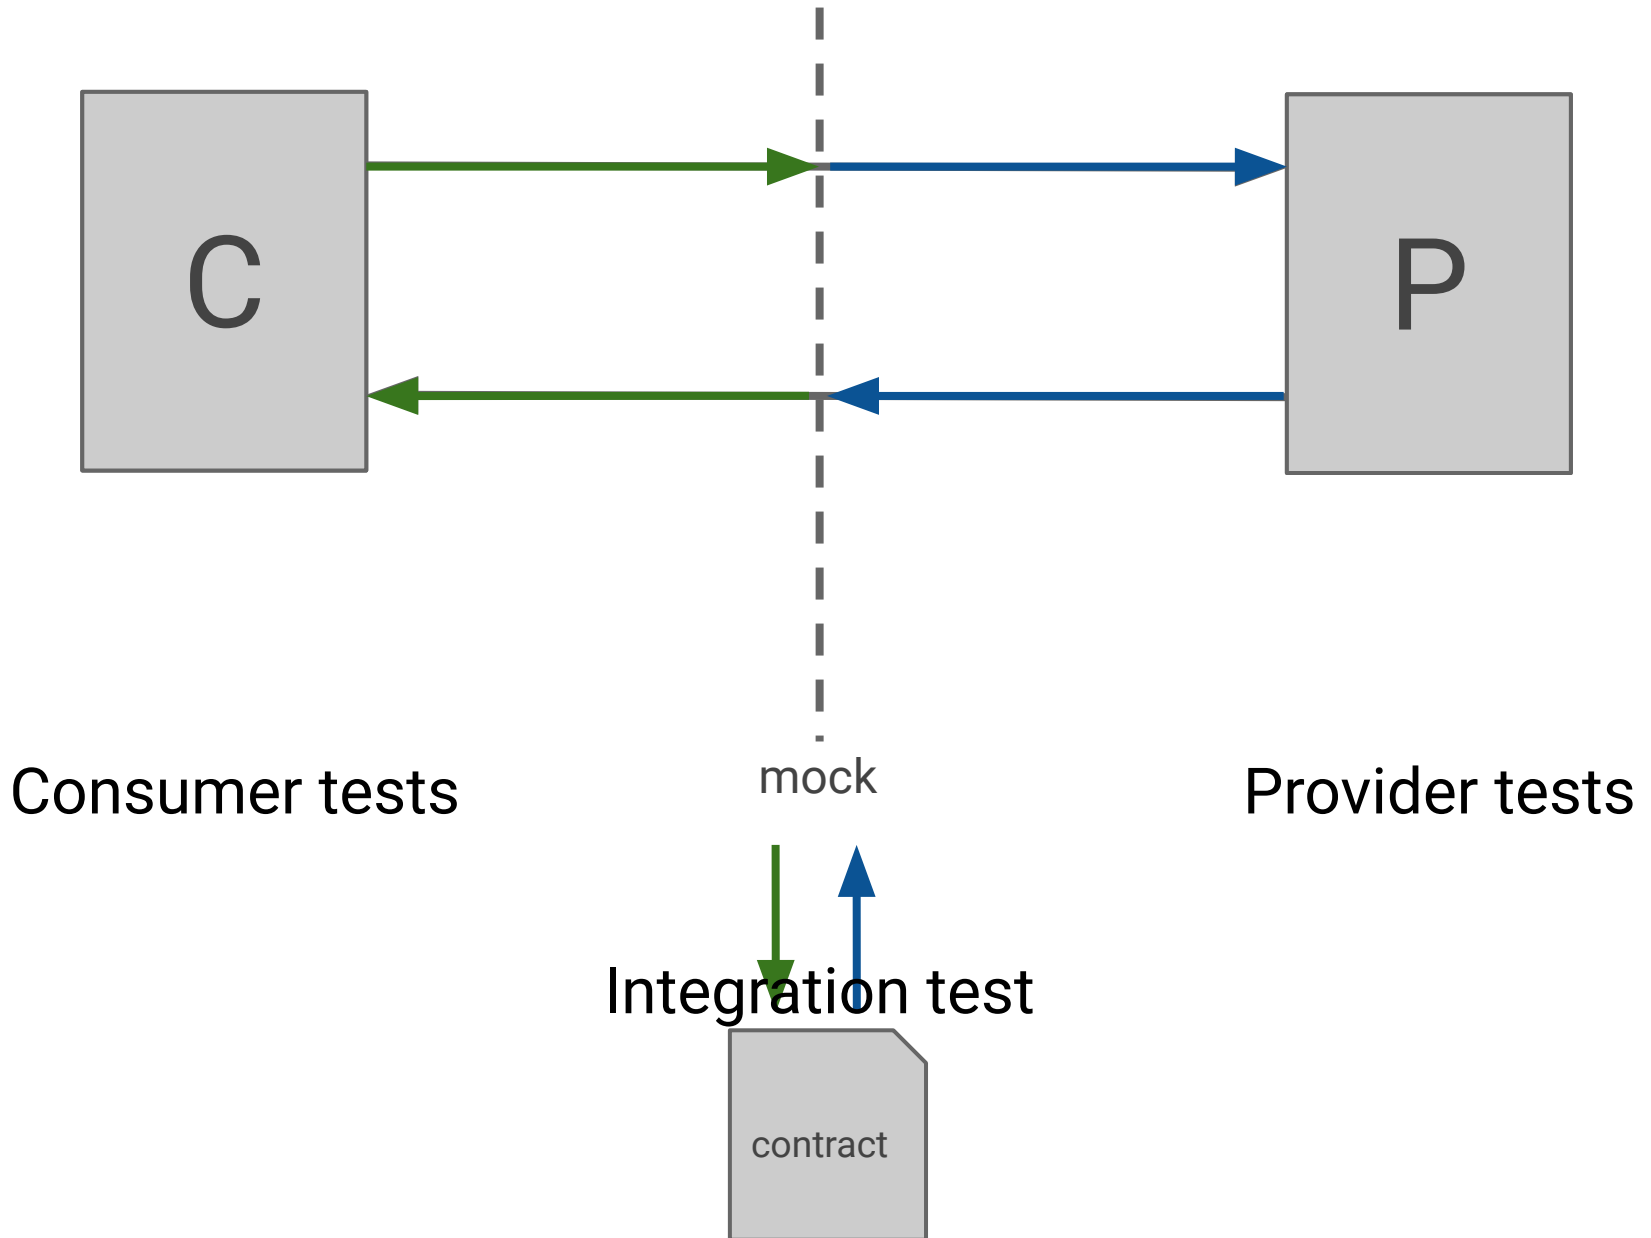 C
P
Consumer tests
mock
Provider tests
Integration test
contract